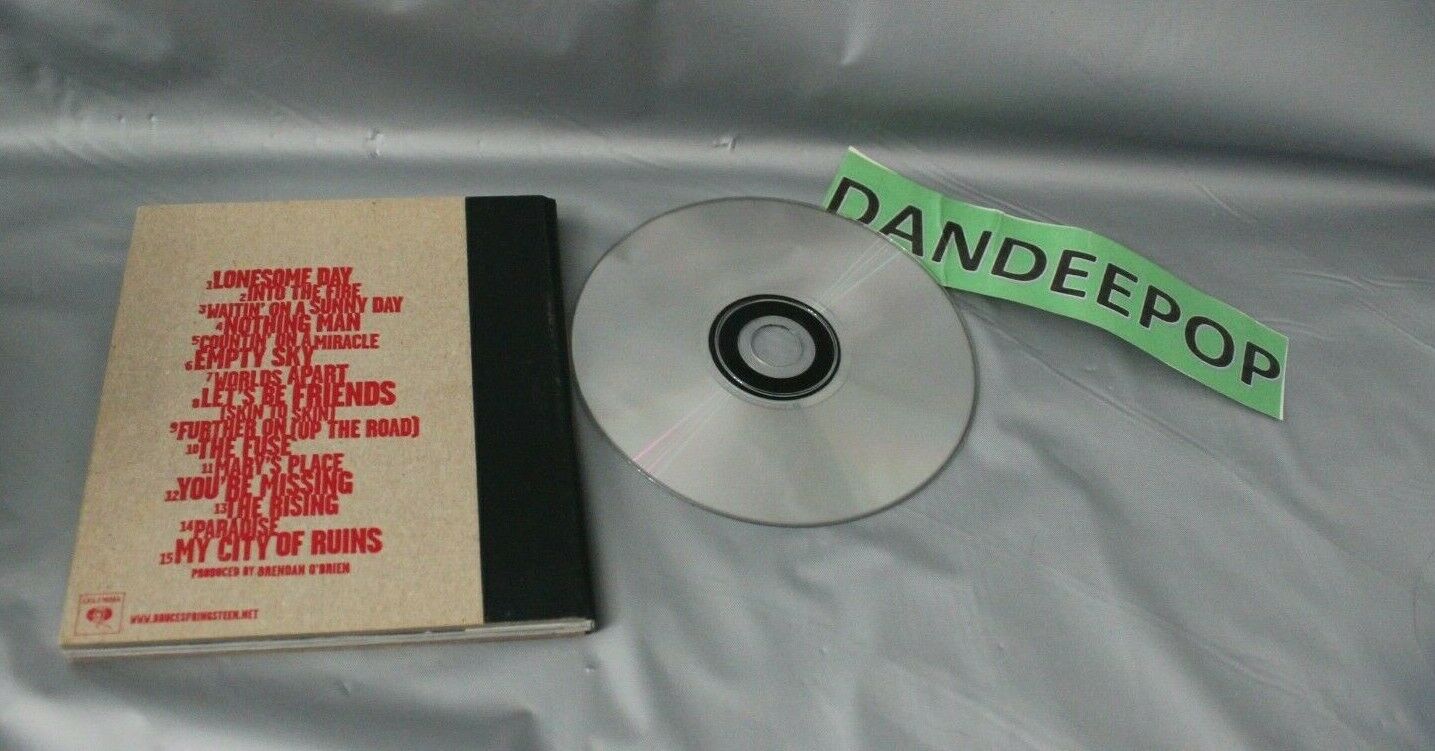 1 LONESOME DAY
2 INTO THE FIRE
3 WAITIN' ON A SUNNY DAY
4 NOTHING MAN
5 COUNTIN' ON A MIRACLE
6 EMPTY SKY
7 WORLDS APART
8 LET'S BE FRIENDS
(SKIN TO SKIN)
9 FURTHER ON (UP THE ROAD)
10 THE FUSE
11 MARY'S PLACE
12 YOU'RE MISSING
13 THE RISING
14 PARADISE
15 MY CITY OF RUINS
PRODUCED BY BRENDAN O'BRIEN
COLUMBIA
WWW.BRUCESPRINGSTEEN.NET
DANDEEPOP